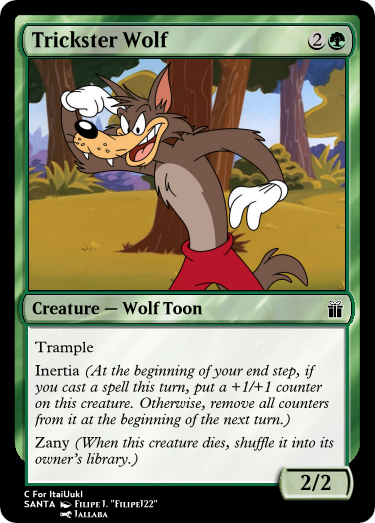 Trickster Wolf 2
Creature — Wolf Toon
Trample
Inertia (At the beginning of your end step, if
you cast a spell this turn, put a +1/+1 counter
on this creature. Otherwise, remove all counters
from it at the beginning of the next turn.)
Zany (When this creature dies, shuffle it into its
owner's library.)
2/2
C For ItaiUukl
SANTA Filipe J. "FilipeJ22"
Jallaba